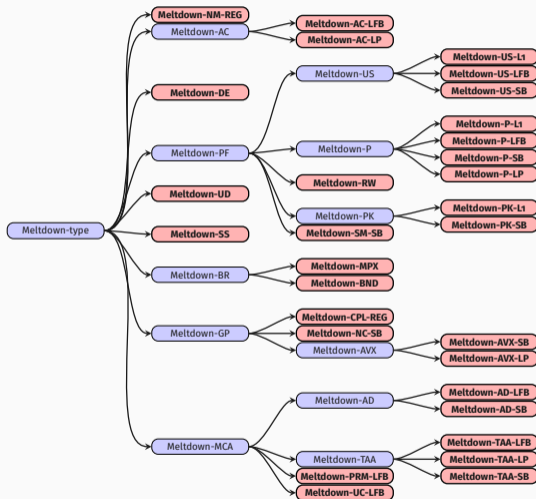 Meltdown-NM-REG
Meltdown-AC
Meltdown-AC-LFB
Meltdown-AC-LP
Meltdown-DE
Meltdown-PF
Meltdown-US
Meltdown-US-L1
Meltdown-US-LFB
Meltdown-US-SB
Meltdown-P
Meltdown-P-L1
Meltdown-P-LFB
Meltdown-P-SB
Meltdown-P-LP
Meltdown-RW
Meltdown-PK
Meltdown-PK-L1
Meltdown-PK-SB
Meltdown-SM-SB
Meltdown-UD
Meltdown-type
Meltdown-SS
Meltdown-BR
Meltdown-MPX
Meltdown-BND
Meltdown-GP
Meltdown-CPL-REG
Meltdown-NC-SB
Meltdown-AVX
Meltdown-AVX-SB
Meltdown-AVX-LP
Meltdown-MCA
Meltdown-AD
Meltdown-AD-LFB
Meltdown-AD-SB
Meltdown-TAA
Meltdown-TAA-LFB
Meltdown-TAA-LP
Meltdown-TAA-SB
Meltdown-PRM-LFB
Meltdown-UC-LFB